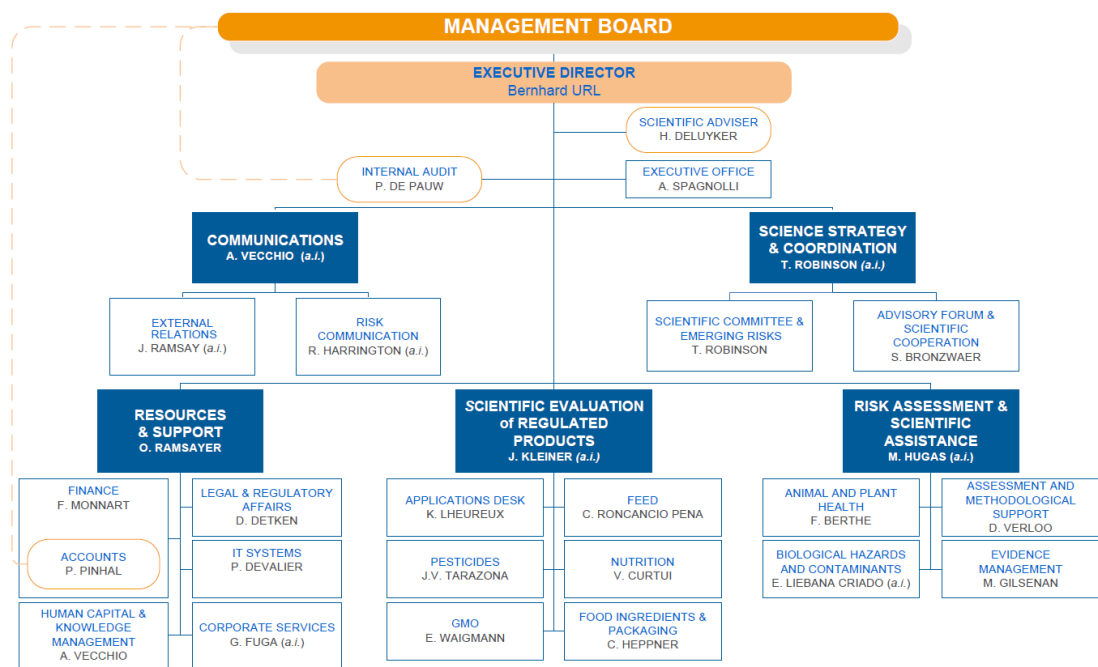 MANAGEMENT BOARD
EXECUTIVE DIRECTOR
Bernhard URL
SCIENTIFIC ADVISER
H. DELUYKER
INTERNAL AUDIT
P. DE PAUW
EXECUTIVE OFFICE
A. SPAGNOLLI
COMMUNICATIONS
A. VECCHIO (a.i.)
SCIENCE STRATEGY
& COORDINATION
T. ROBINSON (a.i.)
EXTERNAL
RELATIONS
J. RAMSAY (a.i.)
RISK
COMMUNICATION
R. HARRINGTON (a.i.)
SCIENTIFIC COMMITTEE &
EMERGING RISKS
T. ROBINSON
ADVISORY FORUM &
SCIENTIFIC
COOPERATION
S. BRONZWAER
RESOURCES
& SUPPORT
O. RAMSAYER
SCIENTIFIC EVALUATION
of REGULATED
PRODUCTS
J. KLEINER (a.i.)
RISK ASSESSMENT &
SCIENTIFIC
ASSISTANCE
M. HUGAS (a.i.)
FINANCE
F. MONNART
ACCOUNTS
P. PINHAL
LEGAL & REGULATORY
AFFAIRS
D. DETKEN
IT SYSTEMS
P. DEVALIER
HUMAN CAPITAL &
KNOWLEDGE
MANAGEMENT
A. VECCHIO
CORPORATE SERVICES
G. FUGA (a.i.)
APPLICATIONS DESK
K. LHEUREUX
FEED
C. RONCANCIO PENA
PESTICIDES
J.V. TARAZONA
NUTRITION
V. CURTUI
GMO
E. WAIGMANN
FOOD INGREDIENTS &
PACKAGING
C. HEPPNER
ANIMAL AND PLANT
HEALTH
F. BERTHE
ASSESSMENT AND
METHODOLOGICAL
SUPPORT
D. VERLOO
BIOLOGICAL HAZARDS
AND CONTAMINANTS
E. LIEBANA CRIADO (a.i.)
EVIDENCE
MANAGEMENT
M. GILSENAN